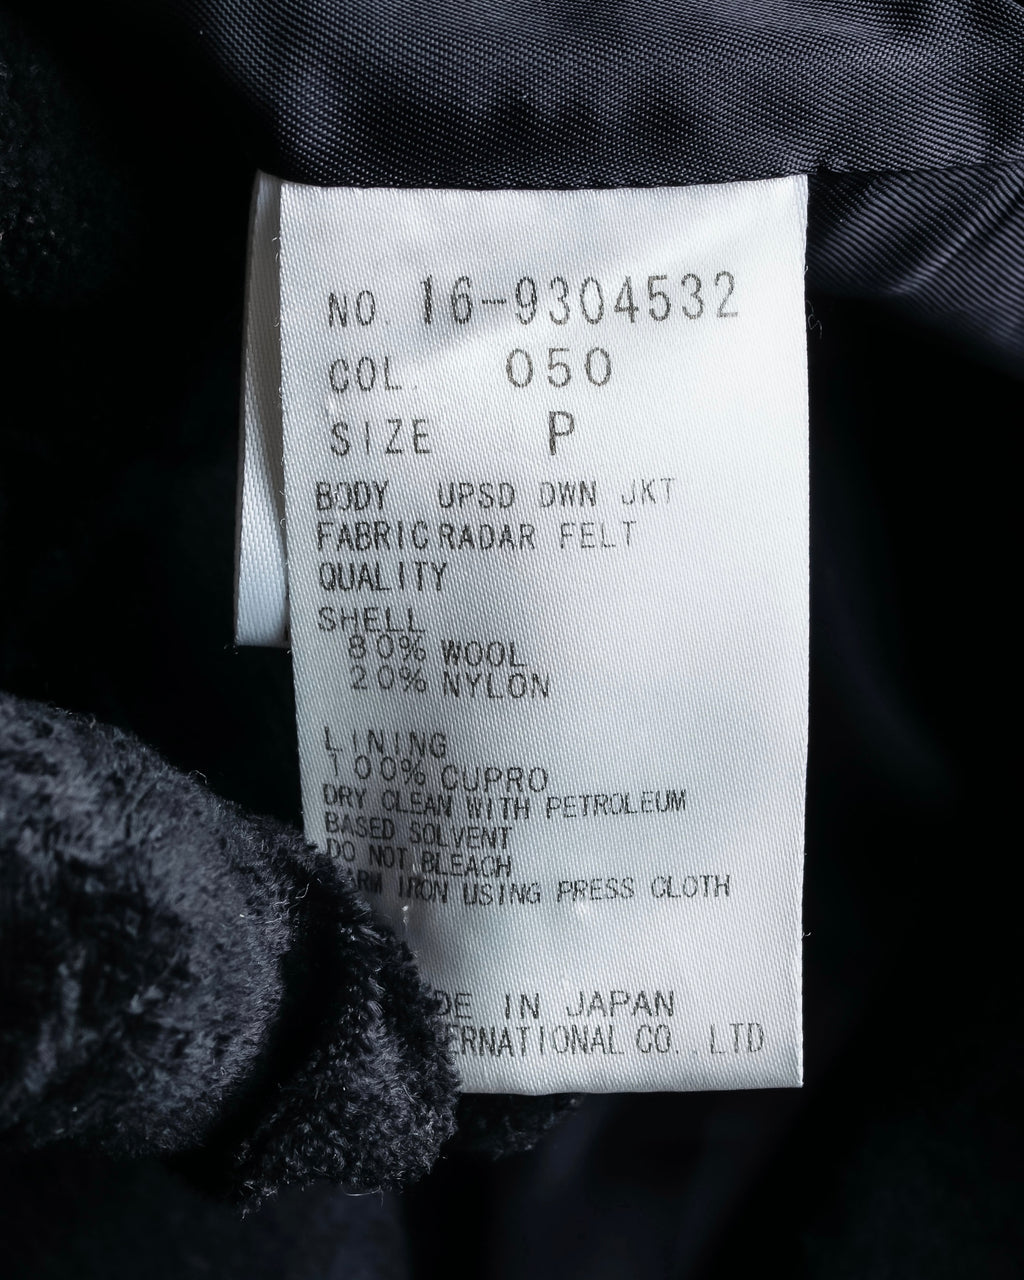 NO. 16-9304532
COL. 050
SIZE P
BODY UPSD DWN JKT
FABRIC RADAR FELT
QUALITY
SHELL
80% WOOL
20% NYLON
LINING
100% CUPRO
DRY CLEAN WITH PETROLEUM
BASED SOLVENT
DO NOT BLEACH
IRON USING PRESS CLOTH
IN JAPAN
CO., LTD